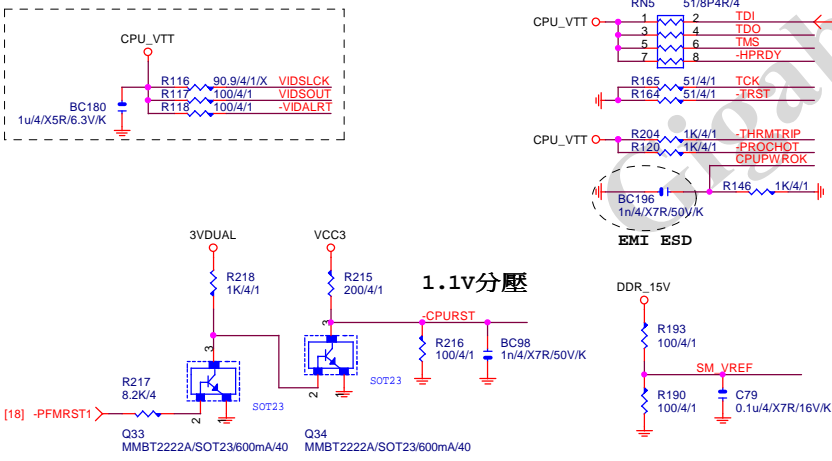 CPU_VTT
R116 90.9/4/1/X VIDSLCK
R117 100/4/1 VIDSOUT
R118 100/4/1 -VIDALRT
BC180
1u/4/X5R/6.3V/K
RN5 51/8P4R/4
CPU_VTT
1 2 TDI
3 4 TDO
5 6 TMS
7 8 -HPRDY
R165 51/4/1 TCK
R164 51/4/1 -TRST
CPU_VTT
R204 1K/4/1 -THRMTRIP
R120 1K/4/1 -PROCHOT
CPUPWROK
R146 1K/4/1
BC196
1n/4/X7R/50V/K
EMI ESD
3VDUAL
R218
1K/4/1
VCC3
R215
200/4/1
1.1V分壓
-CPURST
R216
100/4/1
BC98
1n/4/X7R/50V/K
3
3
SOT23
SOT23
2
1
2
1
R217
8.2K/4
[18] -PFMRST1
Q33
MMBT2222A/SOT23/600mA/40
Q34
MMBT2222A/SOT23/600mA/40
DDR_15V
R193
100/4/1
SM_VREF
R190
100/4/1
C79
0.1u/4/X7R/16V/K